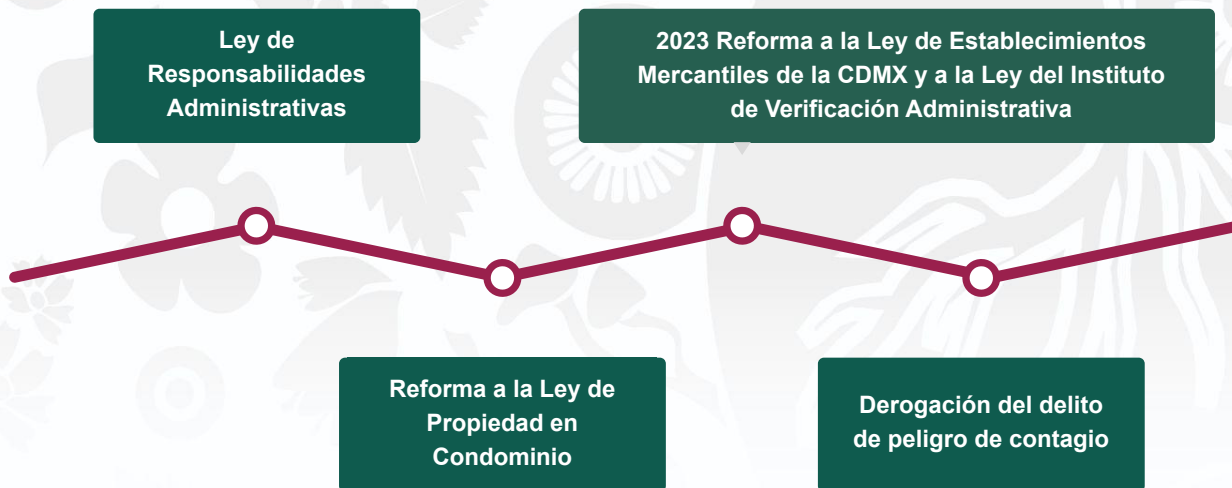 Ley de
Responsabilidades
Administrativas
2023 Reforma a la Ley de Establecimientos
Mercantiles de la CDMX y a la Ley del Instituto
de Verificación Administrativa
Reforma a la Ley de
Propiedad en
Condominio
Derogación del delito
de peligro de contagio